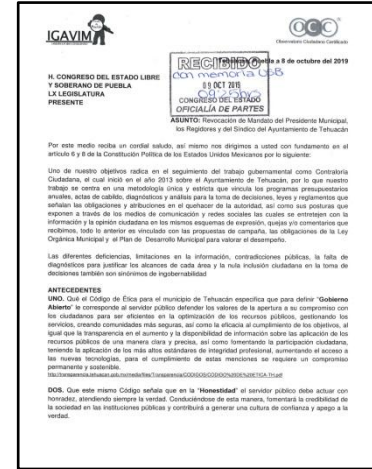 IGAVIM
OCC
Observatorio Ciudadano Certificado
Puebla a 8 de octubre del 2019
RECIBIDO
con memoria USB
09 OCT 2019
CONGRESO DEL ESTADO
OFICIALÍA DE PARTES
H. CONGRESO DEL ESTADO LIBRE
Y SOBERANO DE PUEBLA
LX LEGISLATURA
PRESENTE
ASUNTO: Revocación de Mandato del Presidente Municipal,
los Regidores y del Síndico del Ayuntamiento de Tehuacán
Por este medio reciba un cordial saludo, así mismo nos dirigimos a usted con fundamento en el
artículo 6 y 8 de la Constitución Política de los Estados Unidos Mexicanos por lo siguiente:
Uno de nuestros objetivos radica en el seguimiento del trabajo gubernamental como Contraloría
Ciudadana, el cual inició en el año 2013 sobre el Ayuntamiento de Tehuacán, por lo que nuestro
trabajo se centra en una metodología única y estricta que vincula los programas presupuestarios
anuales, actas de cabildo, diagnósticos y análisis para la toma de decisiones, leyes y reglamentos que
señalan las obligaciones y atribuciones en el quehacer de la autoridad, así como sus posturas que
exponen a través de los medios de comunicación y redes sociales las cuales se entretejen con la
información y la opinión ciudadana en los mismos esquemas de expresión, quejas y/o comentarios que
recibimos, todo lo anterior es vinculado con las propuestas de campaña, las obligaciones de la Ley
Orgánica Municipal y el Plan de Desarrollo Municipal para valorar el desempeño.
Las diferentes deficiencias, limitaciones en la información, contradicciones públicas, la falta de
diagnósticos para justificar los alcances de cada área y la nula inclusión ciudadana en la toma de
decisiones también son sinónimos de ingobernabilidad
ANTECEDENTES
UNO. Qué el Código de Ética para el municipio de Tehuacán especifica que para definir "Gobierno
Abierto" le corresponde al servidor público defender los valores de la apertura a su compromiso con
los ciudadanos para ser eficientes en la optimización de los recursos públicos, gestionando los
servicios, creando comunidades más seguras, así como la eficacia al cumplimiento de los objetivos, al
igual que la transparencia en el aumento y la disponibilidad de información sobre las aplicación de los
recursos públicos de una manera clara y precisa, así como fomentando la participación ciudadana,
teniendo la aplicación de los más altos estándares de integridad profesional, aumentando el acceso a
las nuevas tecnologías, para el cumplimiento de estas menciones se requiere un compromiso
permanente y sostenible.
DOS. Que este mismo Código señala que en la "Honestidad" el servidor público debe actuar con
honradez, atendiendo siempre la verdad. Conduciéndose de esta manera, fomentará la credibilidad de
la sociedad en las instituciones públicas y contribuirá a generar una cultura de confianza y apego a la
verdad.